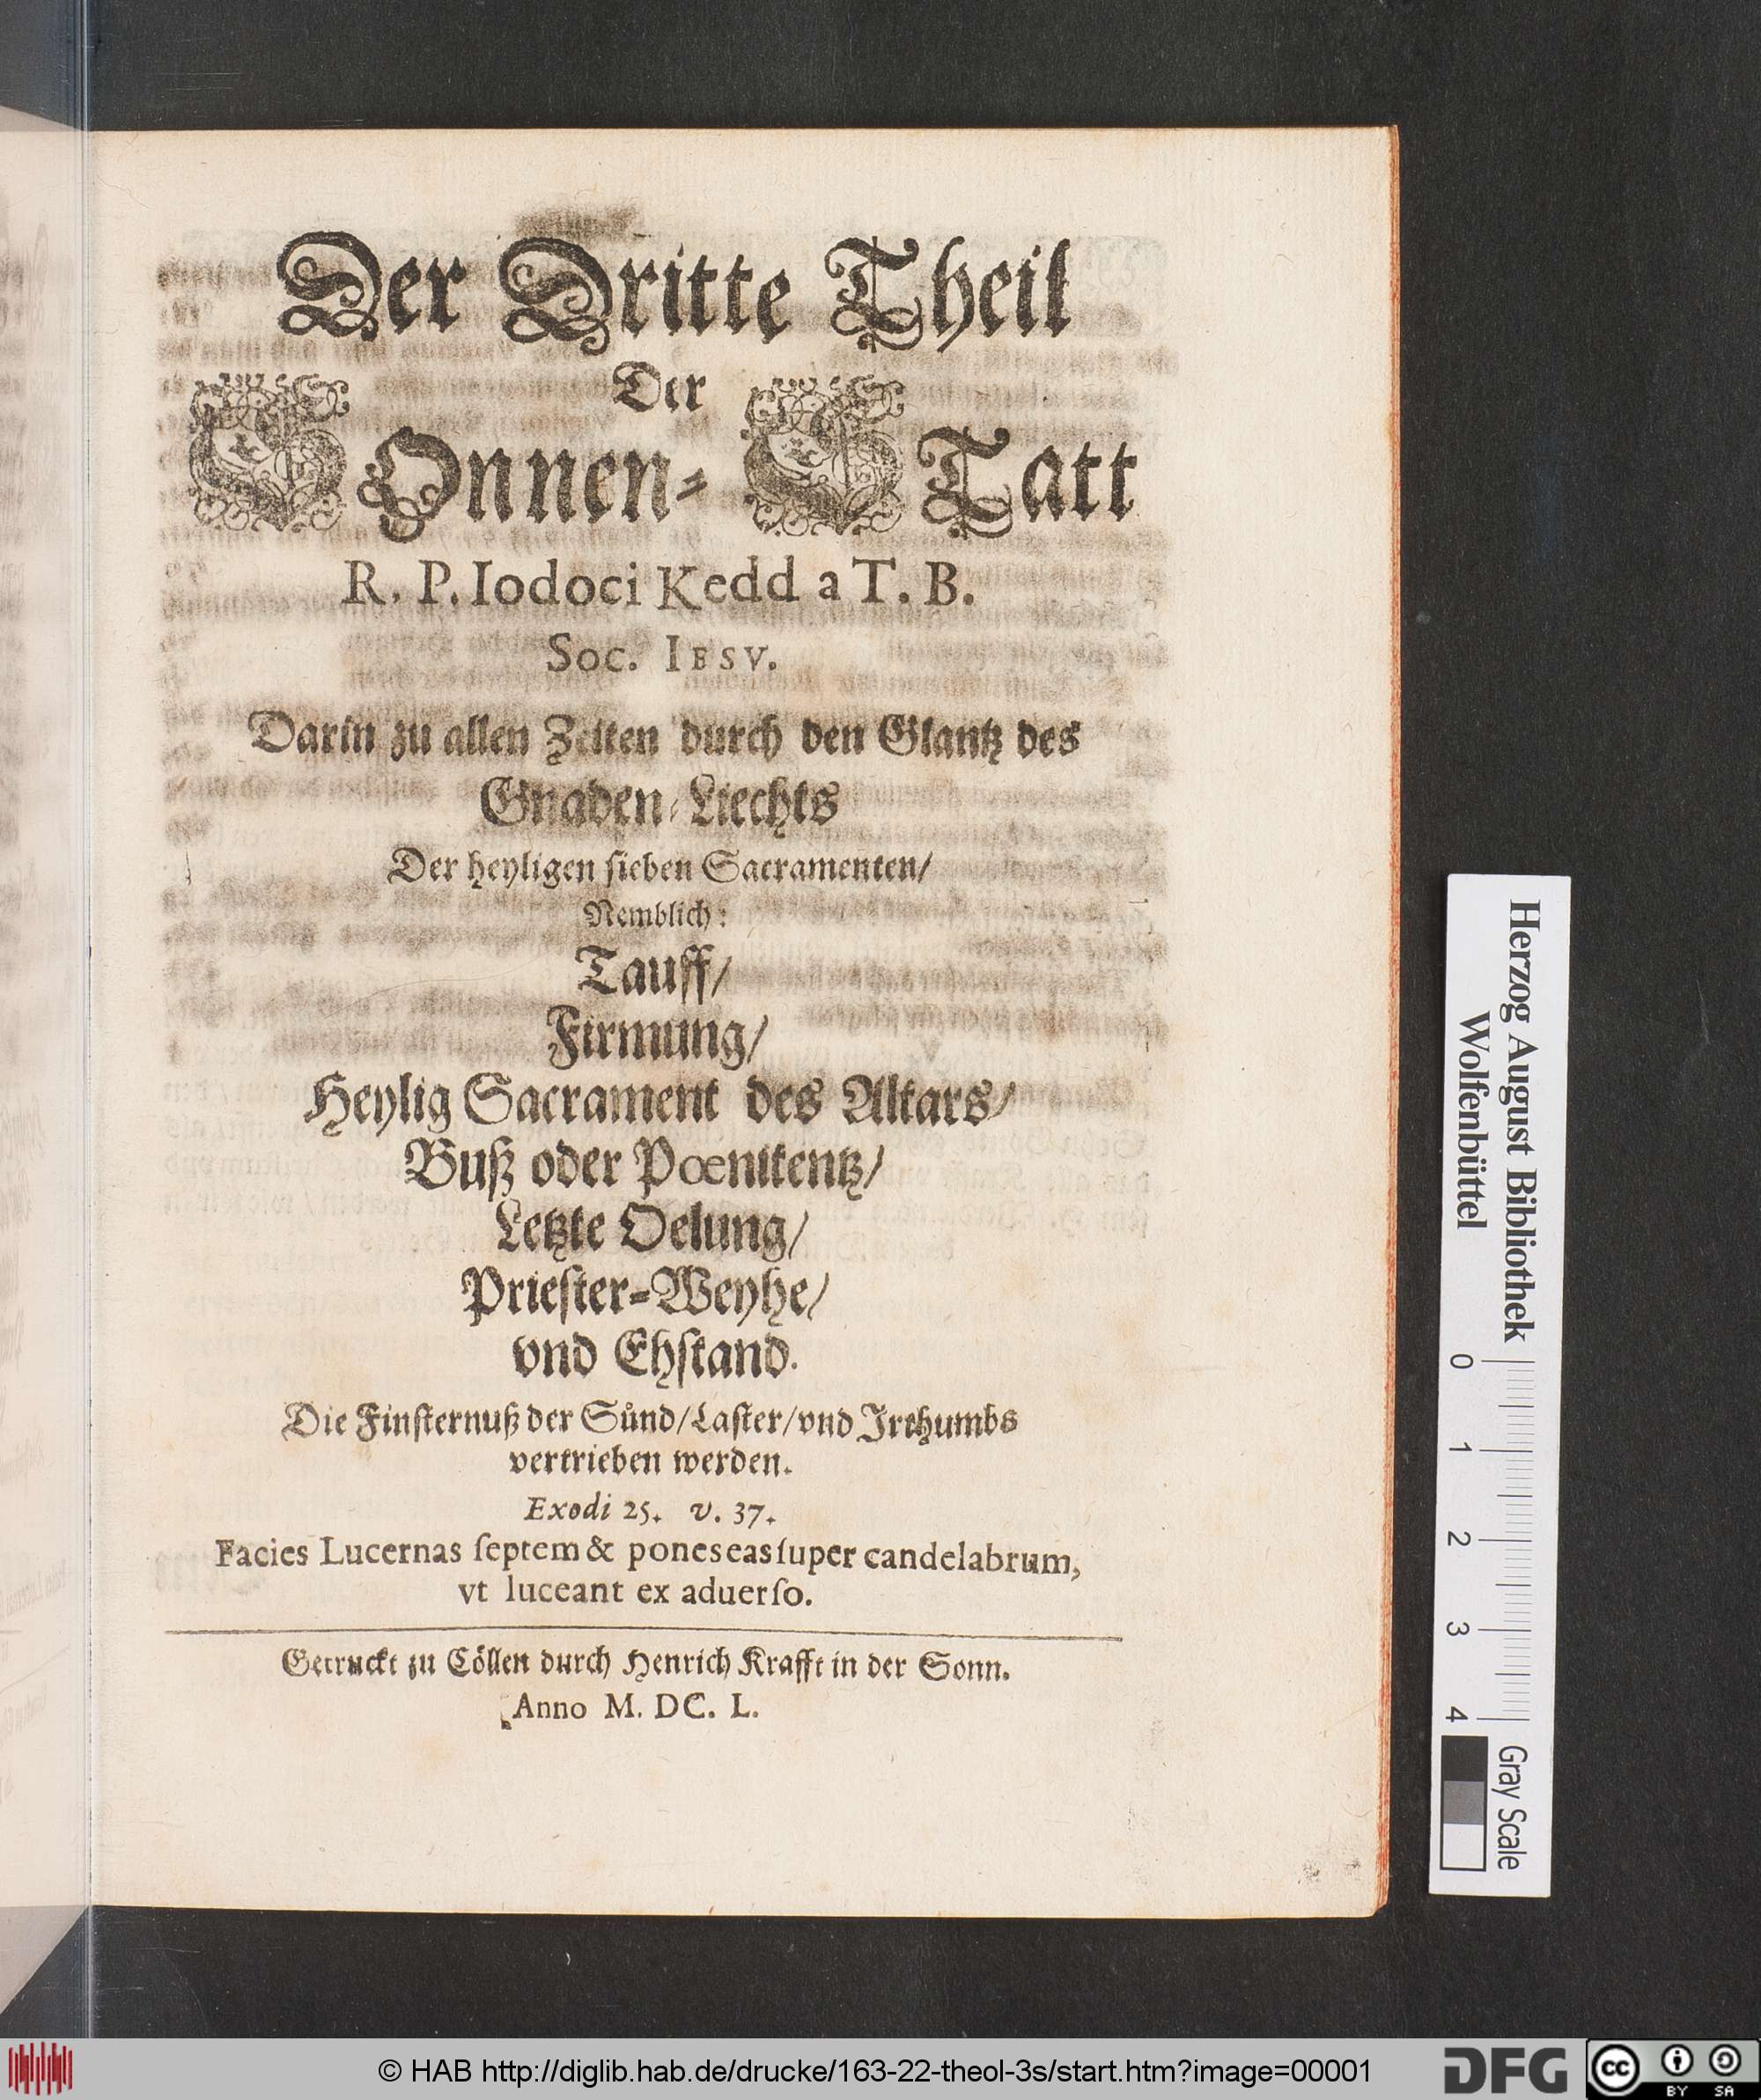 Der Dritte Theil
Der
SOnnen-STatt
R. P. Iodoci Kedd a T. B.
Soc. IESV.
Darin zu allen Zeiten durch den Glantz des
Gnaden-Liechts
Der heyligen ſieben Sacramenten/
Nemblich:
Tauff/
Firmung/
Heylig Sacrament des Altars/
Buß oder Pœnitentz/
Letzte Oelung/
Prieſter-Weyhe/
vnd Ehſtand.
Die Finſternuß der Sůnd/Laſter/vnd Irthumbs
vertrieben werden.
Exodi 25. v. 37.
Facies Lucernas ſeptem & pones eas ſuper candelabrum,
vt luceant ex aduerſo.
Getruckt zu Cöllen durch Henrich Krafft in der Sonn.
Anno M. DC. L.
Herzog August Bibliothek
Wolfenbüttel
0 1 2 3 4
Gray Scale
© HAB http://diglib.hab.de/drucke/163-22-theol-3s/start.htm?image=00001
DFG
cc BY SA